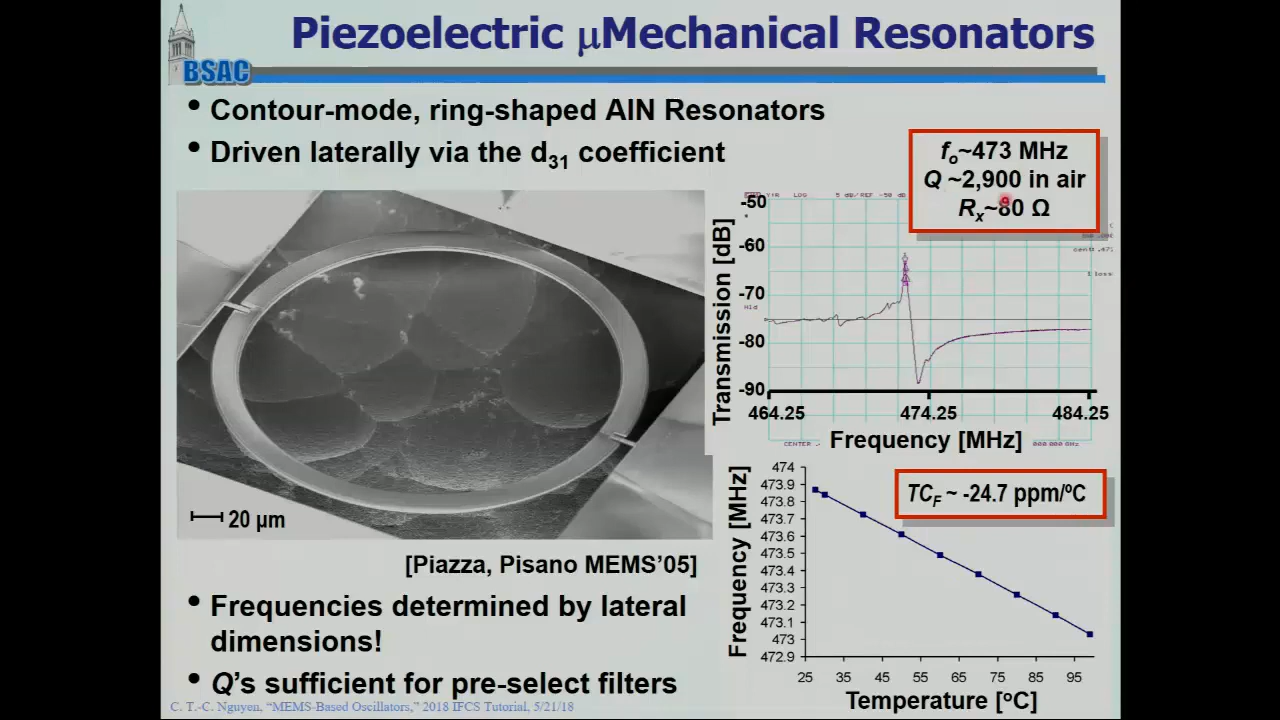 Piezoelectric μMechanical Resonators
BSAC
• Contour-mode, ring-shaped AlN Resonators
• Driven laterally via the d31 coefficient
fo~473 MHz
Q ~2,900 in air
Rx~80 Ω
20 μm
[Piazza, Pisano MEMS’05]
Transmission [dB]
-50
-60
-70
-80
-90
464.25
474.25
484.25
CENTER
Frequency [MHz]
TCF ~ -24.7 ppm/ºC
Frequency [MHz]
474
473.9
473.8
473.7
473.6
473.5
473.4
473.3
473.2
473.1
473
472.9
25 35 45 55 65 75 85 95
Temperature [ºC]
• Frequencies determined by lateral
dimensions!
• Q’s sufficient for pre-select filters
C. T.-C. Nguyen, “MEMS-Based Oscillators,” 2018 IFCS Tutorial, 5/21/18